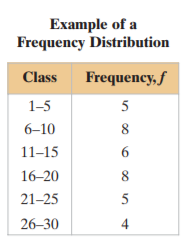 Example of a
Frequency Distribution
Class Frequency, f
1–5 5
6–10 8
11–15 6
16–20 8
21–25 5
26–30 4